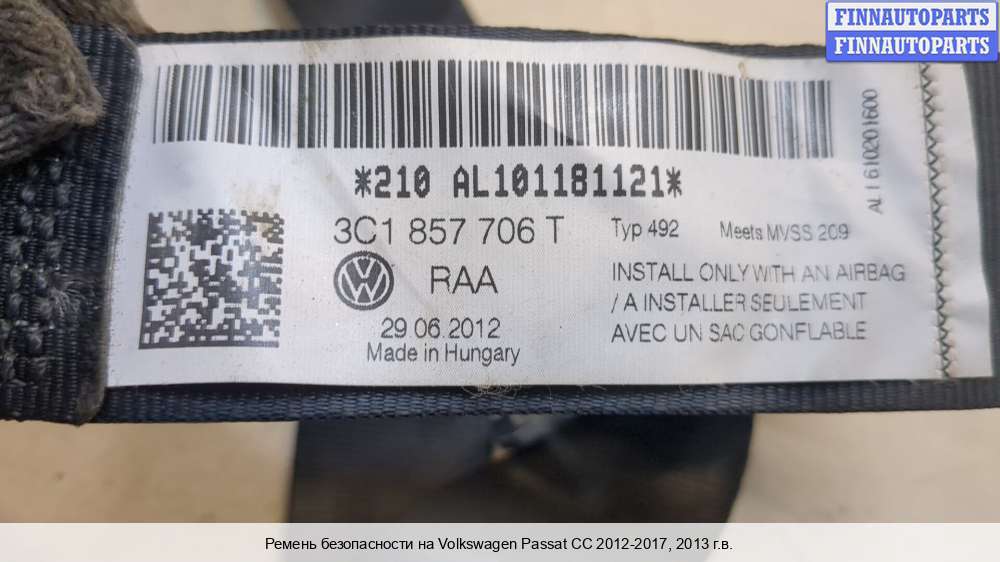 FINNAUTOPARTS
FINNAUTOPARTS
*210 AL101181121*
AL1610201600
3C1 857 706 T
Typ 492
Meets MVSS 209
RAA
29.06.2012
Made in Hungary
INSTALL ONLY WITH AN AIRBAG
/ A INSTALLER SEULEMENT
AVEC UN SAC GONFLABLE
Ремень безопасности на Volkswagen Passat CC 2012-2017, 2013 г.в.